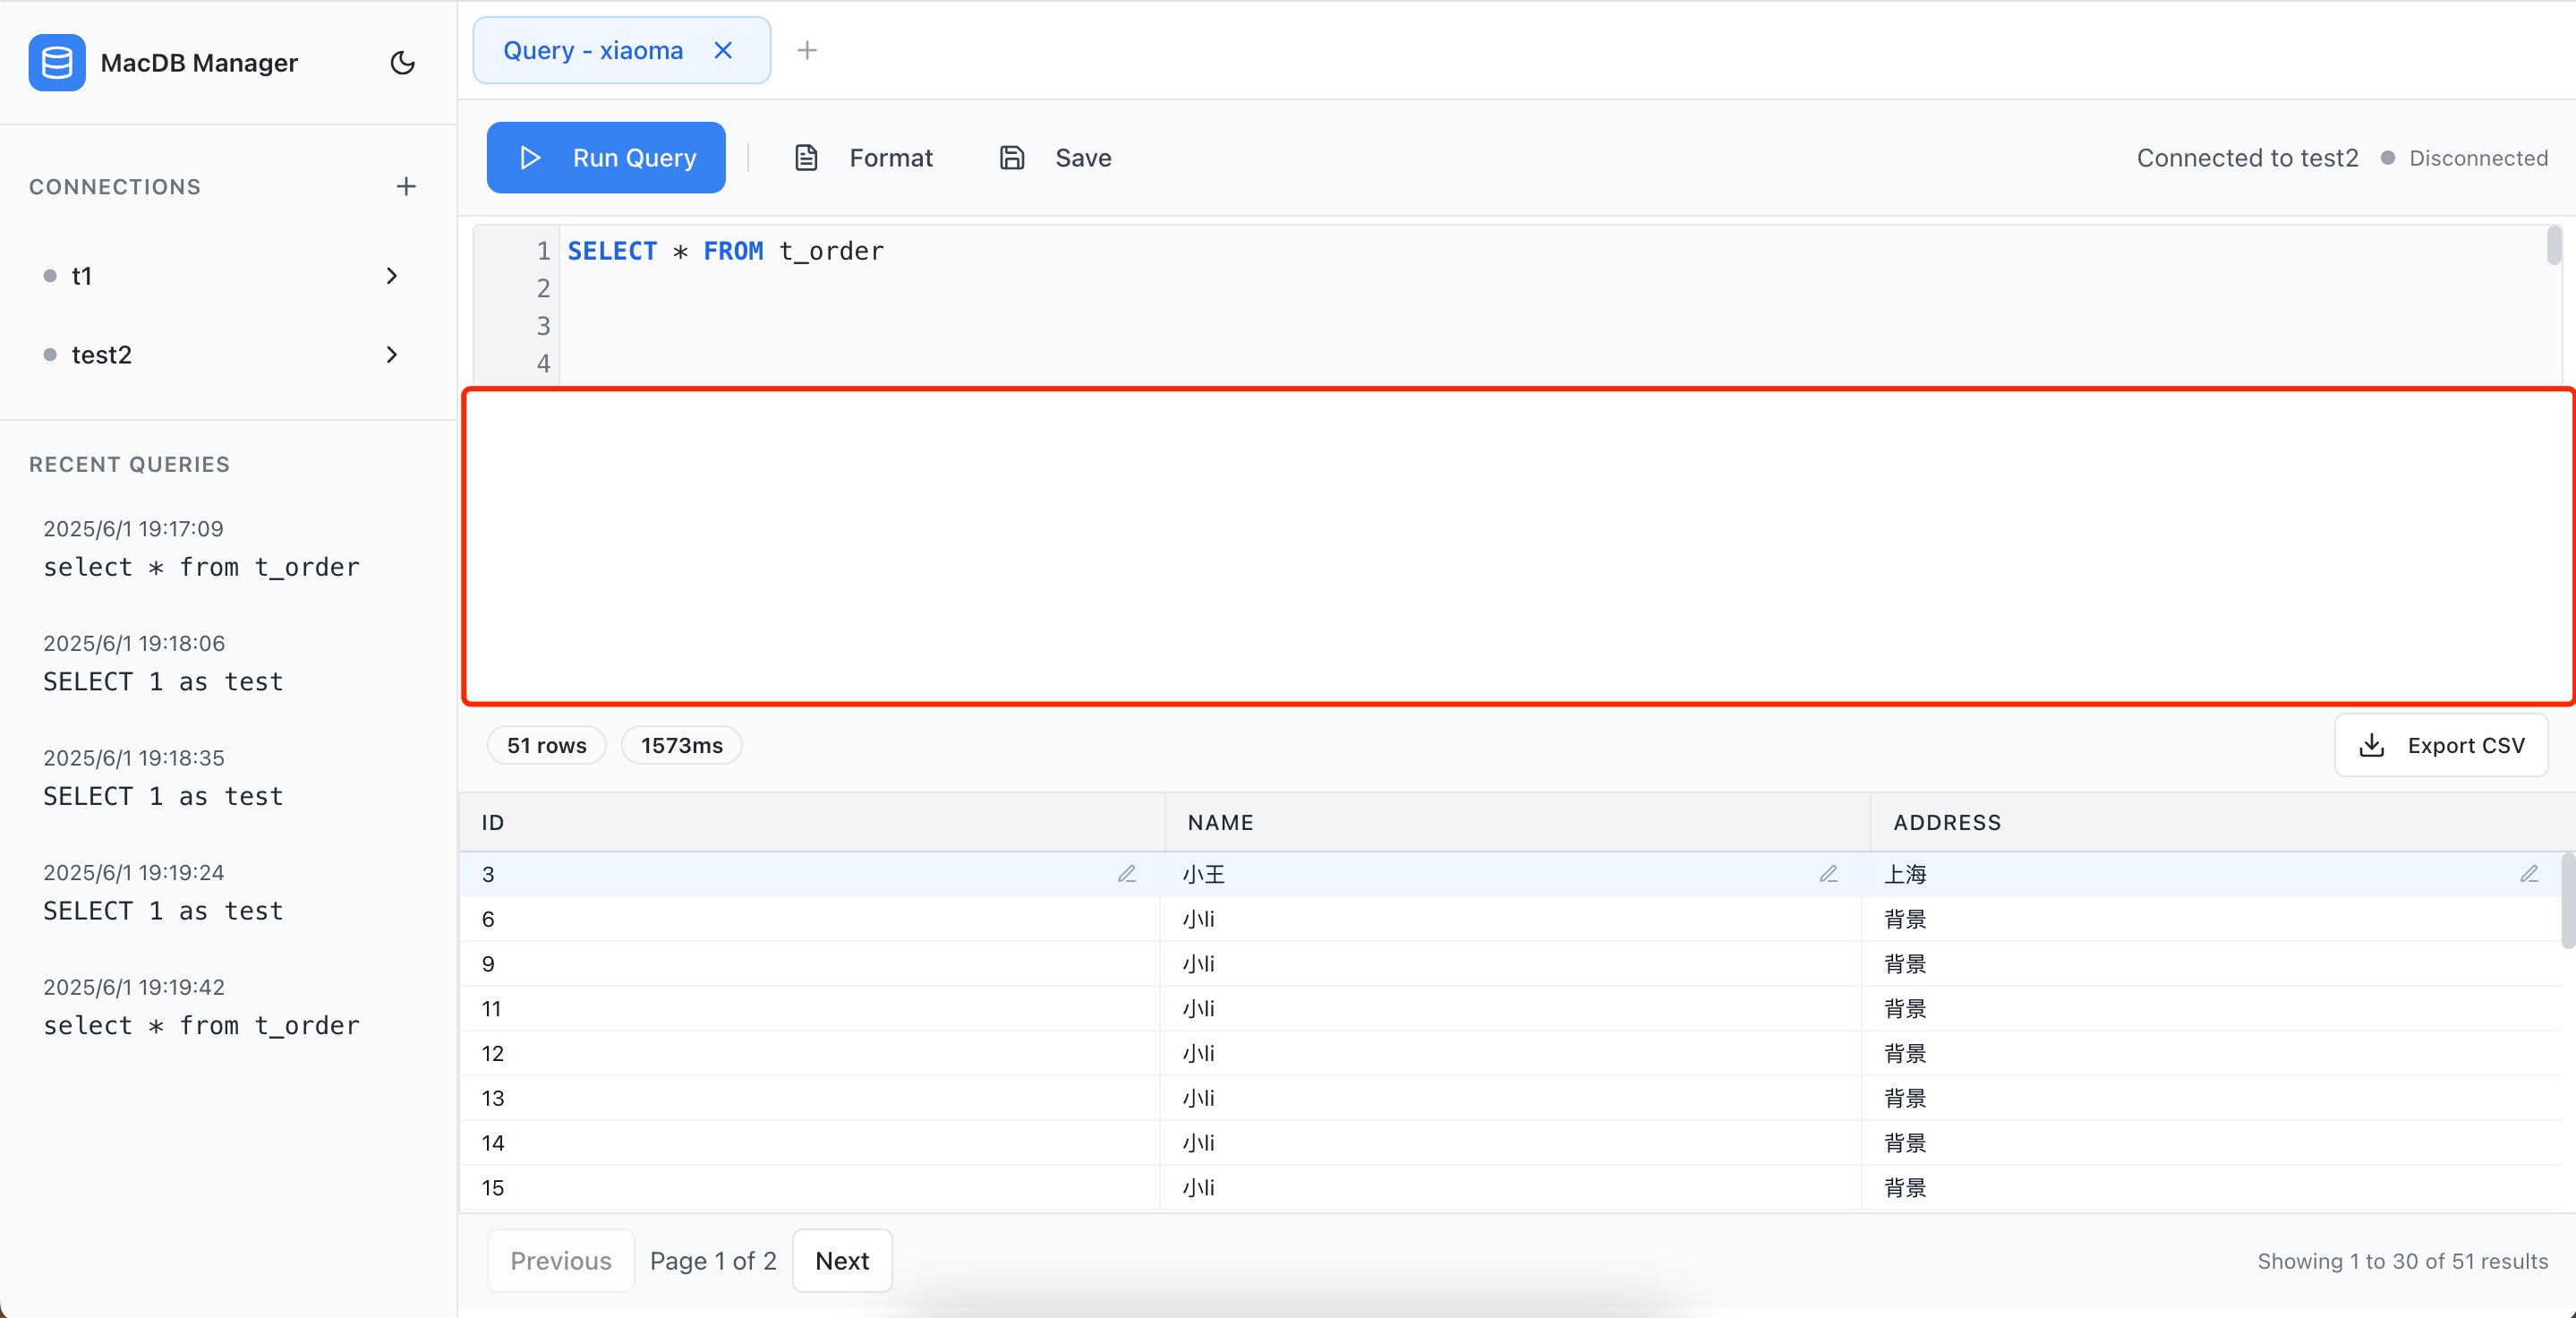 MacDB Manager
CONNECTIONS
t1
test2
RECENT QUERIES
2025/6/1 19:17:09
select * from t_order
2025/6/1 19:18:06
SELECT 1 as test
2025/6/1 19:18:35
SELECT 1 as test
2025/6/1 19:19:24
SELECT 1 as test
2025/6/1 19:19:42
select * from t_order
Query - xiaoma
Run Query Format Save Connected to test2 Disconnected
1 SELECT * FROM t_order
2
3
4
51 rows 1573ms Export CSV
ID NAME ADDRESS
3 小王 上海
6 小li 背景
9 小li 背景
11 小li 背景
12 小li 背景
13 小li 背景
14 小li 背景
15 小li 背景
Previous Page 1 of 2 Next Showing 1 to 30 of 51 results